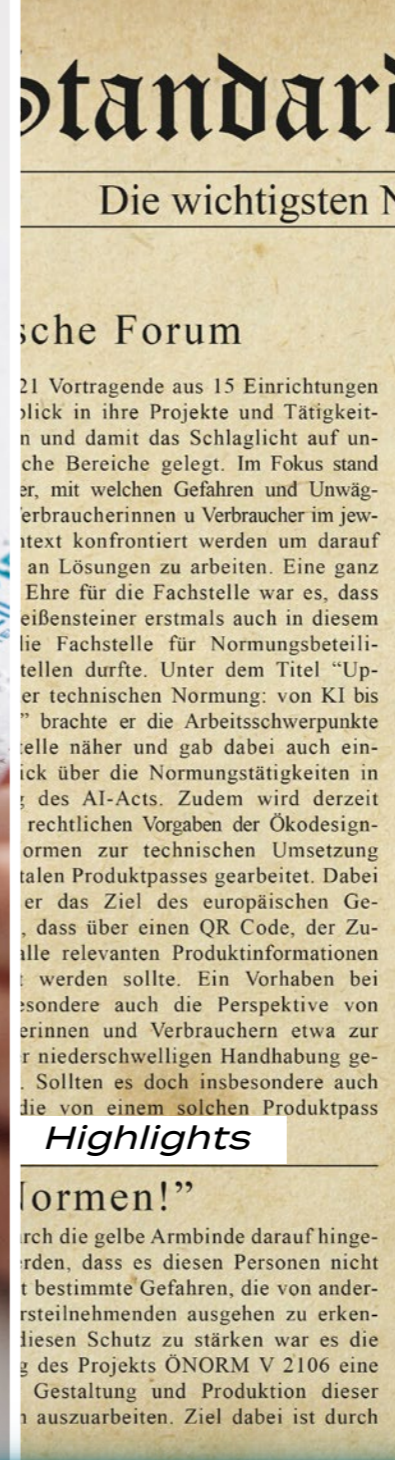 Standard
Die wichtigsten N
sche Forum
21 Vortragende aus 15 Einrichtungen
blick in ihre Projekte und Tätigkeit-
n und damit das Schlaglicht auf un-
che Bereiche gelegt. Im Fokus stand
er, mit welchen Gefahren und Unwäg-
erbraucherinnen u Verbraucher im jew-
ntext konfrontiert werden um darauf
an Lösungen zu arbeiten. Eine ganz
Ehre für die Fachstelle war es, dass
eißensteiner erstmals auch in diesem
die Fachstelle für Normungsbeteili-
tellen durfte. Unter dem Titel “Up-
er technischen Normung: von KI bis
” brachte er die Arbeitsschwerpunkte
elle näher und gab dabei auch ein-
ick über die Normungstätigkeiten in
g des AI-Acts. Zudem wird derzeit
rechtlichen Vorgaben der Ökodesign-
ormen zur technischen Umsetzung
talen Produktpasses gearbeitet. Dabei
er das Ziel des europäischen Ge-
, dass über einen QR Code, der Zu-
alle relevanten Produktinformationen
t werden sollte. Ein Vorhaben bei
esondere auch die Perspektive von
erinnen und Verbrauchern etwa zur
r niederschwelligen Handhabung ge-
. Sollten es doch insbesondere auch
die von einem solchen Produktpass
Highlights
Normen!”
rch die gelbe Armbinde darauf hinge-
rden, dass es diesen Personen nicht
t bestimmte Gefahren, die von ander-
rsteilnehmenden ausgehen zu erken-
diesen Schutz zu stärken war es die
g des Projekts ÖNORM V 2106 eine
Gestaltung und Produktion dieser
n auszuarbeiten. Ziel dabei ist durch